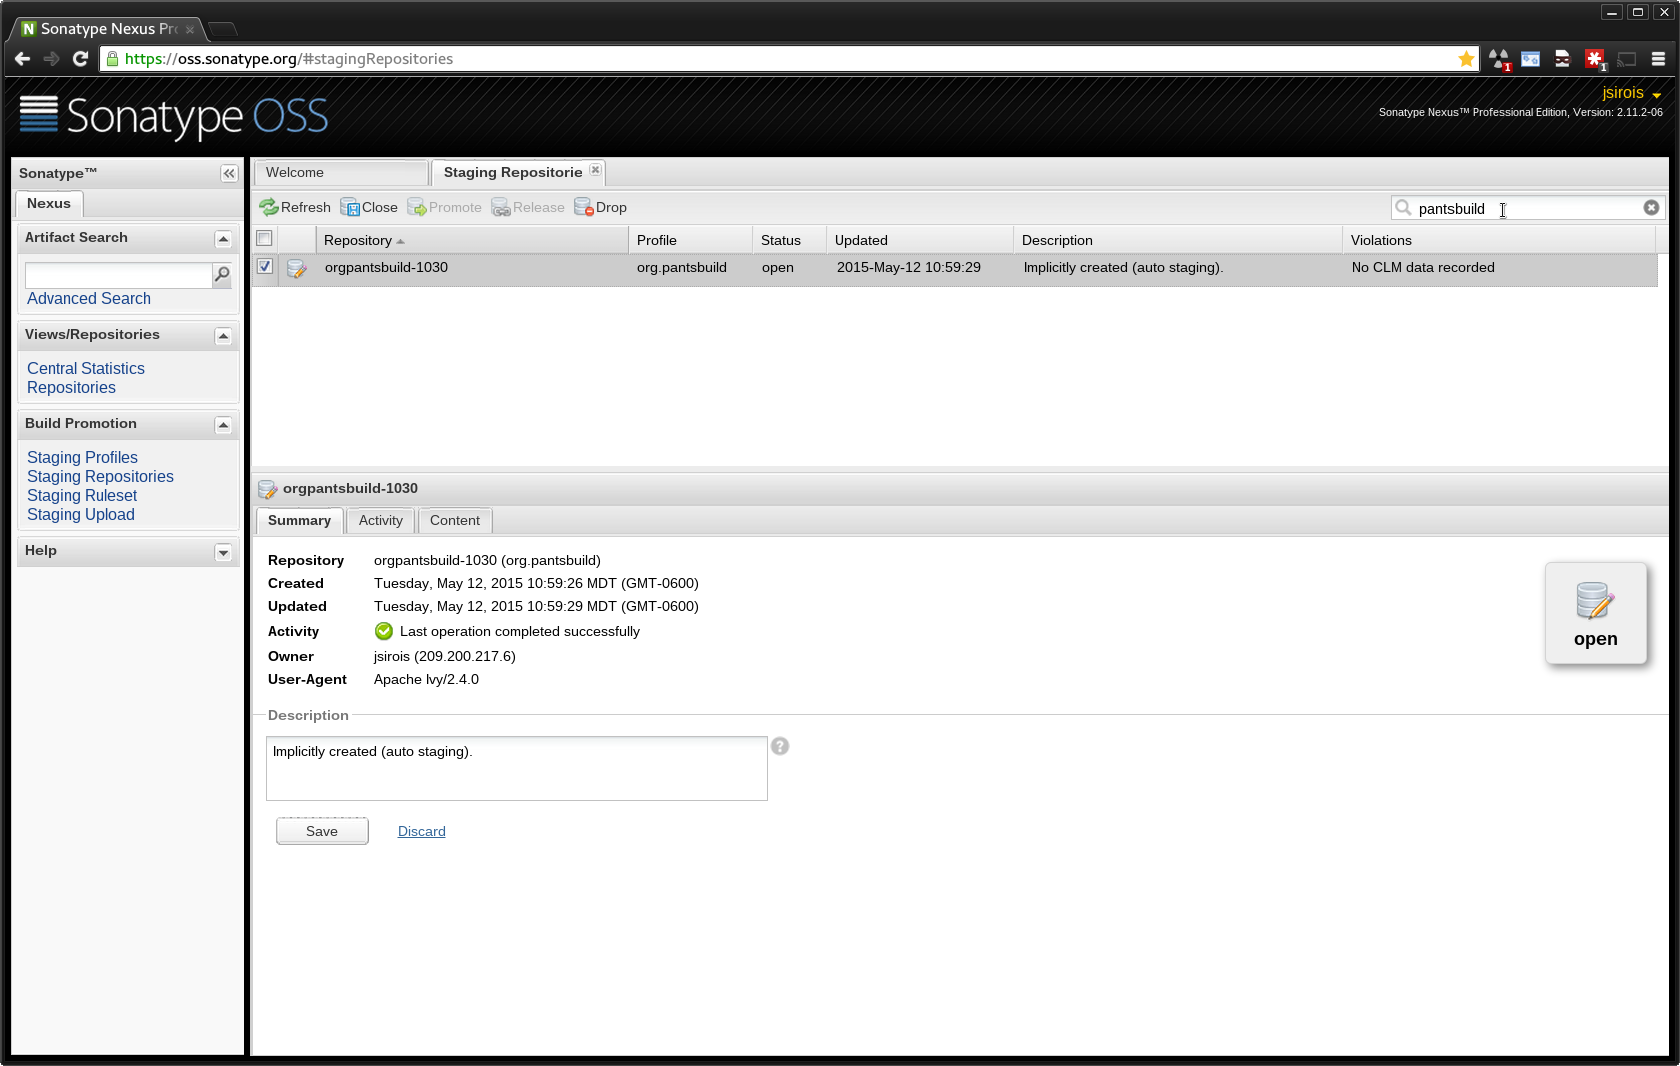 Sonatype Nexus Pr
https://oss.sonatype.org/#stagingRepositories
1
1
Sonatype OSS
jsirois
Sonatype Nexus™ Professional Edition, Version: 2.11.2-06
Sonatype™
Nexus
Artifact Search
Advanced Search
Views/Repositories
Central Statistics
Repositories
Build Promotion
Staging Profiles
Staging Repositories
Staging Ruleset
Staging Upload
Help
Welcome
Staging Repositorie
Refresh Close Promote Release Drop
pantsbuild
Repository Profile Status Updated Description Violations
orgpantsbuild-1030 org.pantsbuild open 2015-May-12 10:59:29 Implicitly created (auto staging). No CLM data recorded
orgpantsbuild-1030
Summary Activity Content
Repository orgpantsbuild-1030 (org.pantsbuild)
Created Tuesday, May 12, 2015 10:59:26 MDT (GMT-0600)
Updated Tuesday, May 12, 2015 10:59:29 MDT (GMT-0600)
Activity Last operation completed successfully
Owner jsirois (209.200.217.6)
User-Agent Apache Ivy/2.4.0
open
Description
Implicitly created (auto staging).
?
Save Discard